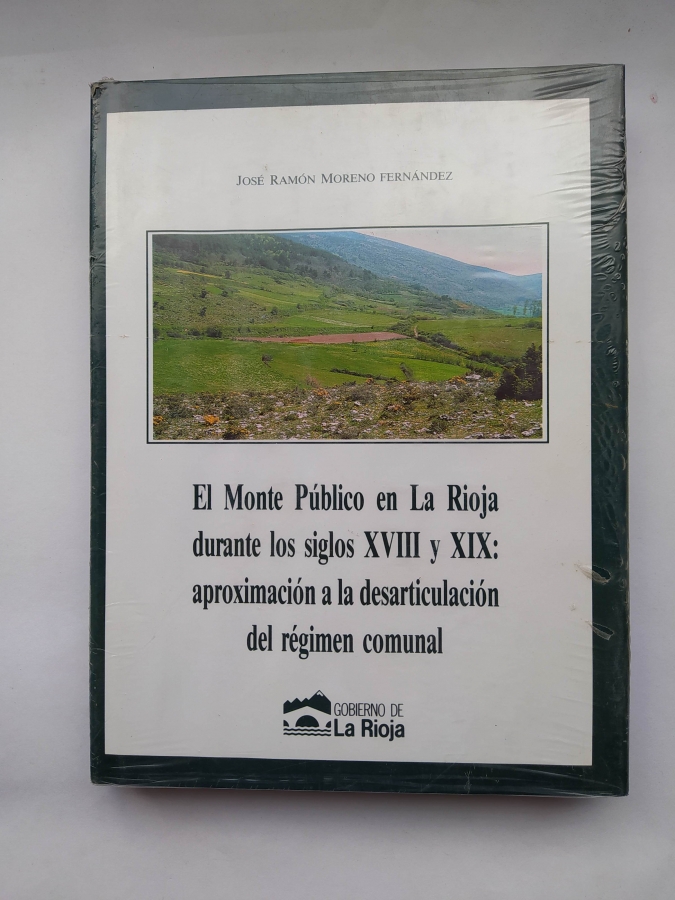 JOSÉ RAMÓN MORENO FERNÁNDEZ
El Monte Público en La Rioja
durante los siglos XVIII y XIX:
aproximación a la desarticulación
del régimen comunal
GOBIERNO DE
La Rioja